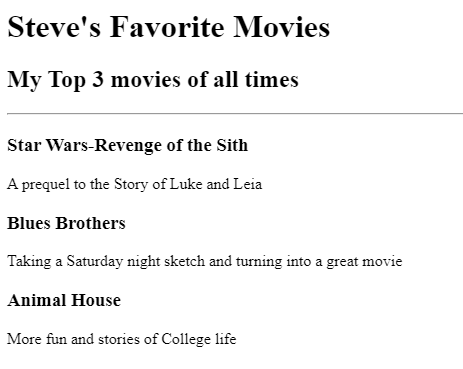 Steve's Favorite Movies
My Top 3 movies of all times
Star Wars-Revenge of the Sith
A prequel to the Story of Luke and Leia
Blues Brothers
Taking a Saturday night sketch and turning into a great movie
Animal House
More fun and stories of College life